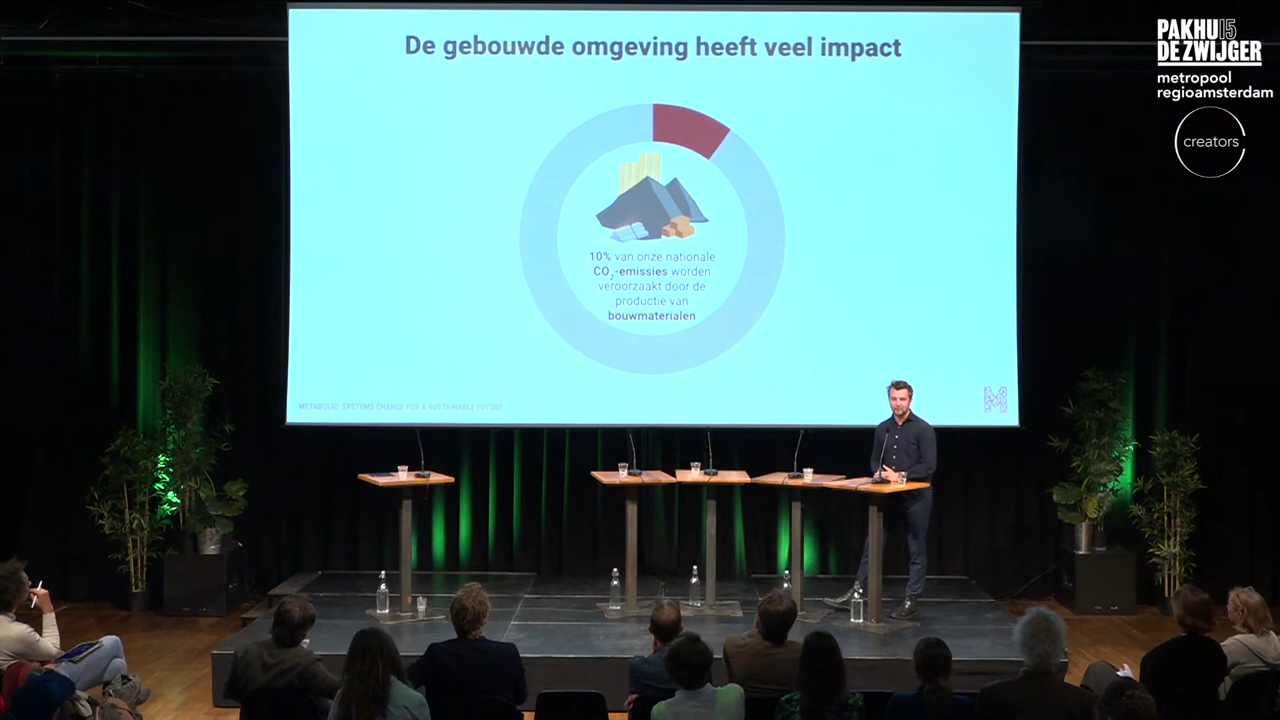 De gebouwde omgeving heeft veel impact
10% van onze nationale
CO₂-emissies worden
veroorzaakt door de
productie van
bouwmaterialen
METABOLIC: SYSTEMS CHANGE FOR A SUSTAINABLE FUTURE
M
PAKHU15
DE ZWIJGER
metropool
regioamsterdam
creators